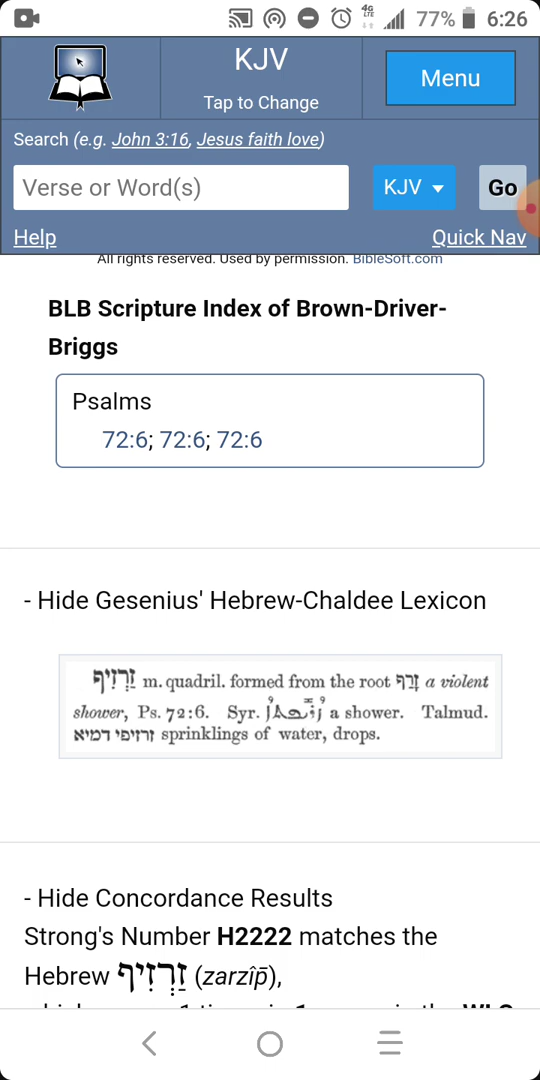 4G
LTE
77%
6:26
KJV
Tap to Change
Menu
Search (e.g. John 3:16, Jesus faith love)
Verse or Word(s)
KJV
Go
Help
Quick Nav
All rights reserved. Used by permission. BibleSoft.com
BLB Scripture Index of Brown-Driver-
Briggs
Psalms
72:6; 72:6; 72:6
- Hide Gesenius' Hebrew-Chaldee Lexicon
זַרְזִיף m. quadril. formed from the root זָרַף a violent
shower, Ps. 72:6. Syr. a shower. Talmud.
זרזיפי דמיא sprinklings of water, drops.
- Hide Concordance Results
Strong's Number H2222 matches the
Hebrew זַרְזִיף (zarzîp̄),